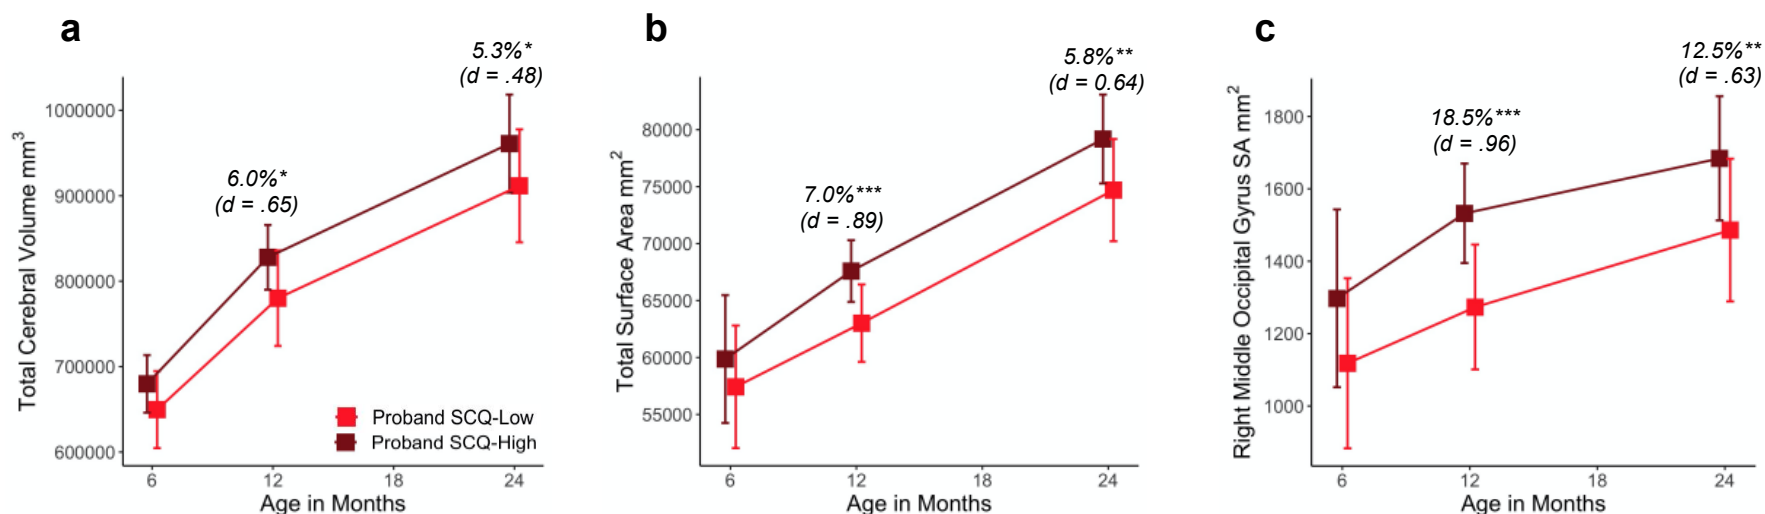 a
5.3%*
(d = .48)
6.0%*
(d = .65)
Total Cerebral Volume mm3
1000000
900000
800000
700000
600000
Proband SCQ-Low
Proband SCQ-High
6
12
18
24
Age in Months
b
5.8%**
(d = 0.64)
7.0%***
(d = .89)
Total Surface Area mm2
80000
75000
70000
65000
60000
55000
6
12
18
24
Age in Months
c
12.5%**
(d = .63)
18.5%***
(d = .96)
Right Middle Occipital Gyrus SA mm2
1800
1600
1400
1200
1000
6
12
18
24
Age in Months